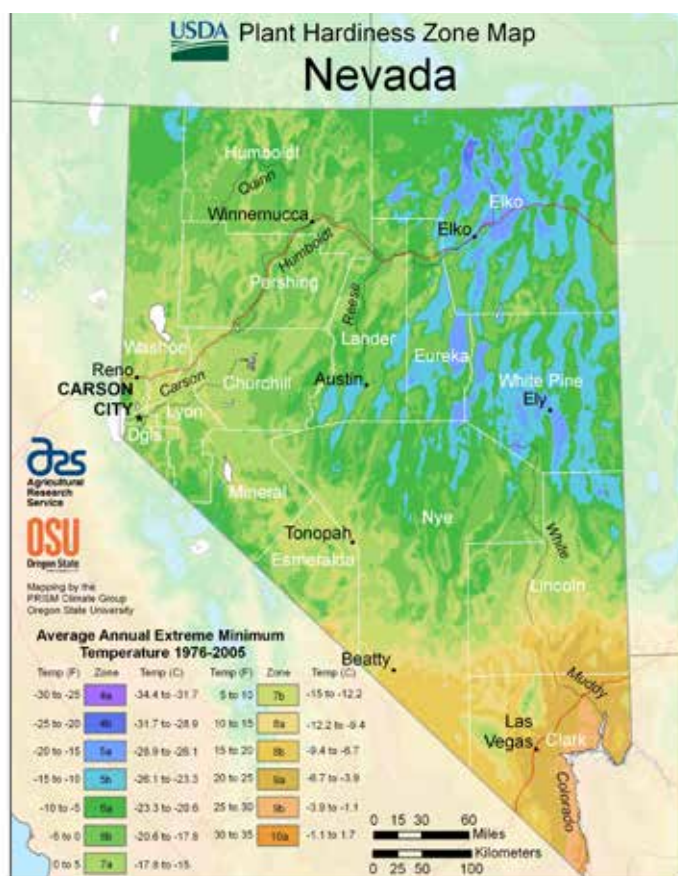 USDA Plant Hardiness Zone Map
Nevada
Humboldt
Quinn
Elko
Winnemucca
Elko
Humboldt
Pershing
Reese
Washoe
Lander
Eureka
Reno
Carson
Churchill
Austin
White Pine
CARSON
CITY
Ely
Lyon
Dgls
Agricultural
Research
Service
Mineral
OSU
Oregon State
Nye
White
Tonopah
Esmeralda
Lincoln
Mapping by the
PRISM Climate Group
Oregon State University
Average Annual Extreme Minimum
Temperature 1976-2005
Beatty
Muddy
Las
Vegas
Clark
Colorado
Temp (F) Zone Temp (C) Temp (F) Zone Temp (C)
-30 to -25 4a -34.4 to -31.7 5 to 10 7b -15 to -12.2
-25 to -20 4b -31.7 to -28.9 10 to 15 8a -12.2 to -9.4
-20 to -15 5a -28.9 to -26.1 15 to 20 8b -9.4 to -6.7
-15 to -10 5b -26.1 to -23.3 20 to 25 9a -6.7 to -3.9
-10 to -5 6a -23.3 to -20.6 25 to 30 9b -3.9 to -1.1
-5 to 0 6b -20.6 to -17.8 30 to 35 10a -1.1 to 1.7
0 to 5 7a -17.8 to -15
0 15 30 60
Miles
Kilometers
0 25 50 100